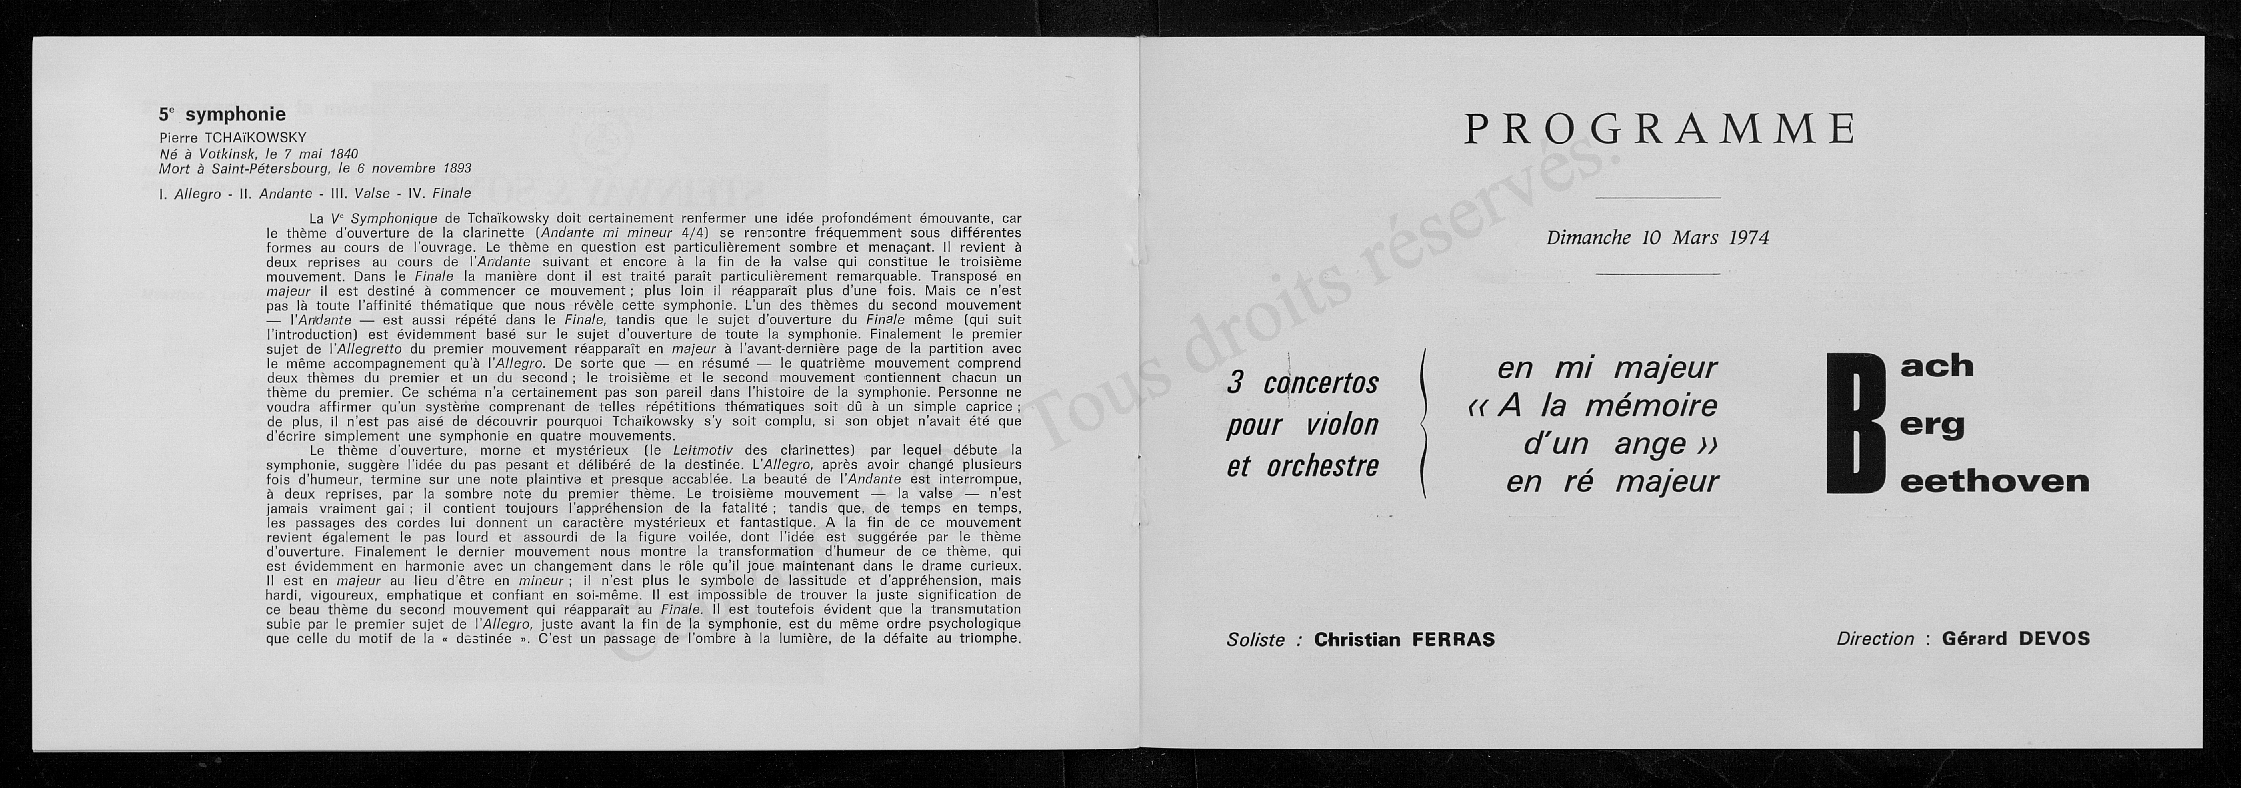 5e symphonie
Pierre TCHAïKOWSKY
Né à Votkinsk, le 7 mai 1840
Mort à Saint-Pétersbourg, le 6 novembre 1893
I. Allegro - II. Andante - III. Valse - IV. Finale
La Ve Symphonique de Tchaïkowsky doit certainement renfermer une idée profondément émouvante, car
le thème d'ouverture de la clarinette (Andante mi mineur 4/4) se rencontre fréquemment sous différentes
formes au cours de l'ouvrage. Le thème en question est particulièrement sombre et menaçant. Il revient à
deux reprises au cours de l'Andante suivant et encore à la fin de la valse qui constitue le troisième
mouvement. Dans le Finale la manière dont il est traité paraît particulièrement remarquable. Transposé en
majeur il est destiné à commencer ce mouvement ; plus loin il réapparaît plus d'une fois. Mais ce n'est
pas là toute l'affinité thématique que nous révèle cette symphonie. L'un des thèmes du second mouvement
— l'Andante — est aussi répété dans le Finale, tandis que le sujet d'ouverture du Finale même (qui suit
l'introduction) est évidemment basé sur le sujet d'ouverture de toute la symphonie. Finalement le premier
sujet de l'Allegretto du premier mouvement réapparaît en majeur à l'avant-dernière page de la partition avec
le même accompagnement qu'à l'Allegro. De sorte que — en résumé — le quatrième mouvement comprend
deux thèmes du premier et un du second ; le troisième et le second mouvement contiennent chacun un
thème du premier. Ce schéma n'a certainement pas son pareil dans l'histoire de la symphonie. Personne ne
voudra affirmer qu'un système comprenant de telles répétitions thématiques soit dû à un simple caprice ;
de plus, il n'est pas aisé de découvrir pourquoi Tchaïkowsky s'y soit complu, si son objet n'avait été que
d'écrire simplement une symphonie en quatre mouvements.
Le thème d'ouverture, morne et mystérieux (le Leitmotiv des clarinettes) par lequel débute la
symphonie, suggère l'idée du pas pesant et délibéré de la destinée. L'Allegro, après avoir changé plusieurs
fois d'humeur, termine sur une note plaintive et presque accablée. La beauté de l'Andante est interrompue,
à deux reprises, par la sombre note du premier thème. Le troisième mouvement — la valse — n'est
jamais vraiment gai ; il contient toujours l'appréhension de la fatalité ; tandis que, de temps en temps,
les passages des cordes lui donnent un caractère mystérieux et fantastique. A la fin de ce mouvement
revient également le pas lourd et assourdi de la figure voilée, dont l'idée est suggérée par le thème
d'ouverture. Finalement le dernier mouvement nous montre la transformation d'humeur de ce thème, qui
est évidemment en harmonie avec un changement dans le rôle qu'il joue maintenant dans le drame curieux.
Il est en majeur au lieu d'être en mineur ; il n'est plus le symbole de lassitude et d'appréhension, mais
hardi, vigoureux, emphatique et confiant en soi-même. Il est impossible de trouver la juste signification de
ce beau thème du second mouvement qui réapparaît au Finale. Il est toutefois évident que la transmutation
subie par le premier sujet de l'Allegro, juste avant la fin de la symphonie, est du même ordre psychologique
que celle du motif de la « destinée ». C'est un passage de l'ombre à la lumière, de la défaite au triomphe.
PROGRAMME
Dimanche 10 Mars 1974
3 concertos
pour violon
et orchestre
en mi majeur
« A la mémoire
d'un ange »
en ré majeur
Bach
Berg
Beethoven
Soliste : Christian FERRAS
Direction : Gérard DEVOS
Tous droits réservés.